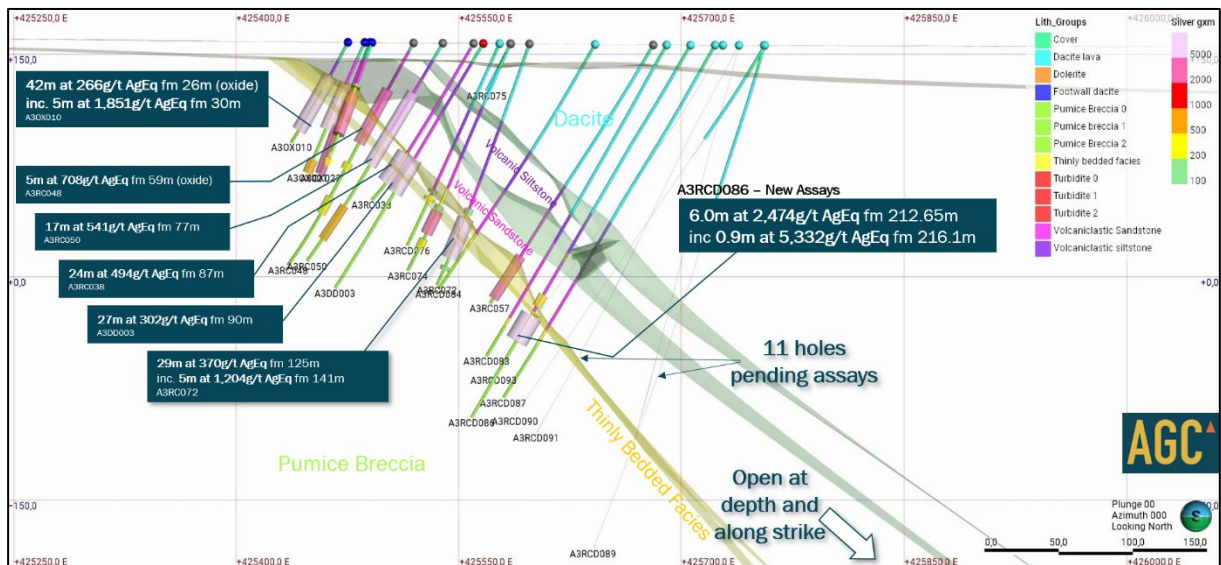 +425250,0 E
+425400,0 E
+425550,0 E
+425700,0 E
+425850,0 E
+426000,0 E
+150,0
42m at 266g/t AgEq fm 26m (oxide)
inc. 5m at 1,851g/t AgEq fm 30m
A3OX010
5m at 708g/t AgEq fm 59m (oxide)
A3RC048
17m at 541g/t AgEq fm 77m
A3RC050
24m at 494g/t AgEq fm 87m
A3RC038
27m at 302g/t AgEq fm 90m
A3DD003
29m at 370g/t AgEq fm 125m
inc. 5m at 1,204g/t AgEq fm 141m
A3RC072
A3OX010
A3RC033
A3RC048
A3RC050
A3DD003
A3RC075
A3RCD076
A3RC074
A3RC072
A3RCD084
A3RC057
A3RCD083
A3RCD093
A3RCD087
A3RCD086
A3RCD090
A3RCD091
A3RCD089
Dacite
Volcanic Siltstone
Volcanic Sandstone
Thinly Bedded Facies
Pumice Breccia
A3RCD086 – New Assays
6.0m at 2,474g/t AgEq fm 212.65m
inc 0.9m at 5,332g/t AgEq fm 216.1m
11 holes
pending assays
Open at
depth and
along strike
Lith_Groups
Cover
Dacite lava
Dolerite
Footwall dacite
Pumice Breccia 0
Pumice breccia 1
Pumice Breccia 2
Thinly bedded facies
Turbidite 0
Turbidite 1
Turbidite 2
Volcaniclastic Sandstone
Volcaniclastic siltstone
Silver gxm
5000
2000
1000
500
200
100
+0,0
+0,0
-150,0
AGC
Plunge 00
Azimuth 000
Looking North
S
0,0
50,0
100,0
150,0
+425250,0 E
+425400,0 E
+425550,0 E
+425700,0 E
+425850,0 E
+426000,0 E